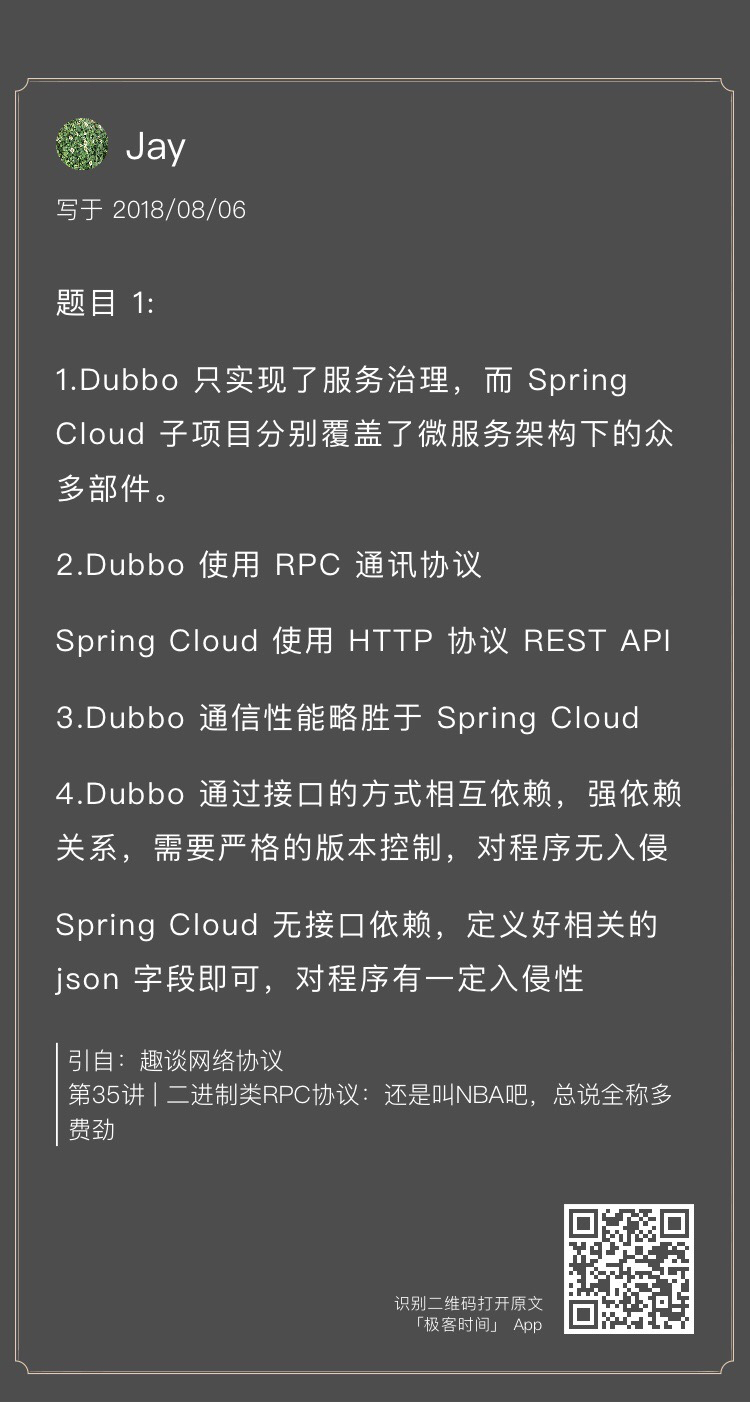 Jay
写于 2018/08/06
题目 1:
1.Dubbo 只实现了服务治理，而 Spring
Cloud 子项目分别覆盖了微服务架构下的众
多部件。
2.Dubbo 使用 RPC 通讯协议
Spring Cloud 使用 HTTP 协议 REST API
3.Dubbo 通信性能略胜于 Spring Cloud
4.Dubbo 通过接口的方式相互依赖，强依赖
关系，需要严格的版本控制，对程序无入侵
Spring Cloud 无接口依赖，定义好相关的
json 字段即可，对程序有一定入侵性
引自：趣谈网络协议
第35讲 | 二进制类RPC协议：还是叫NBA吧，总说全称多
费劲
识别二维码打开原文
「极客时间」 App